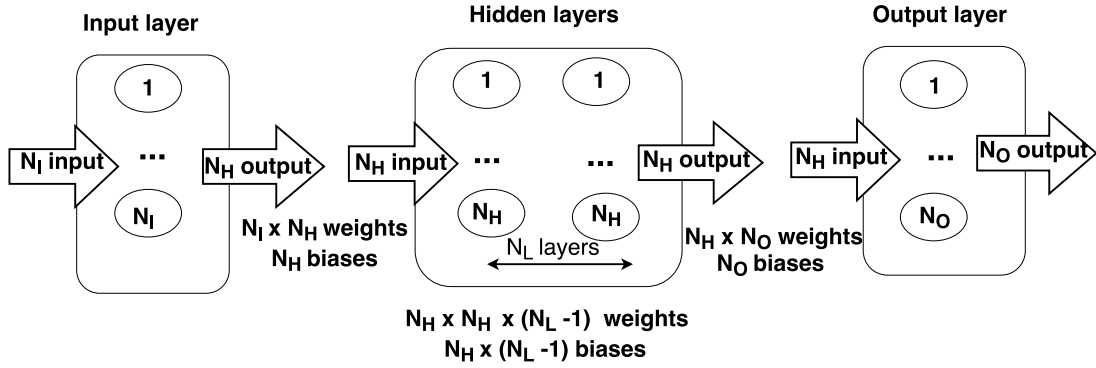 Input layer
1
N_I input
...
N_H output
N_I
N_I x N_H weights
N_H biases
Hidden layers
1
1
N_H input
...
...
N_H output
N_H
N_H
N_L layers
N_H x N_H x (N_L -1) weights
N_H x (N_L -1) biases
N_H x N_O weights
N_O biases
Output layer
1
N_H input
...
N_O output
N_O